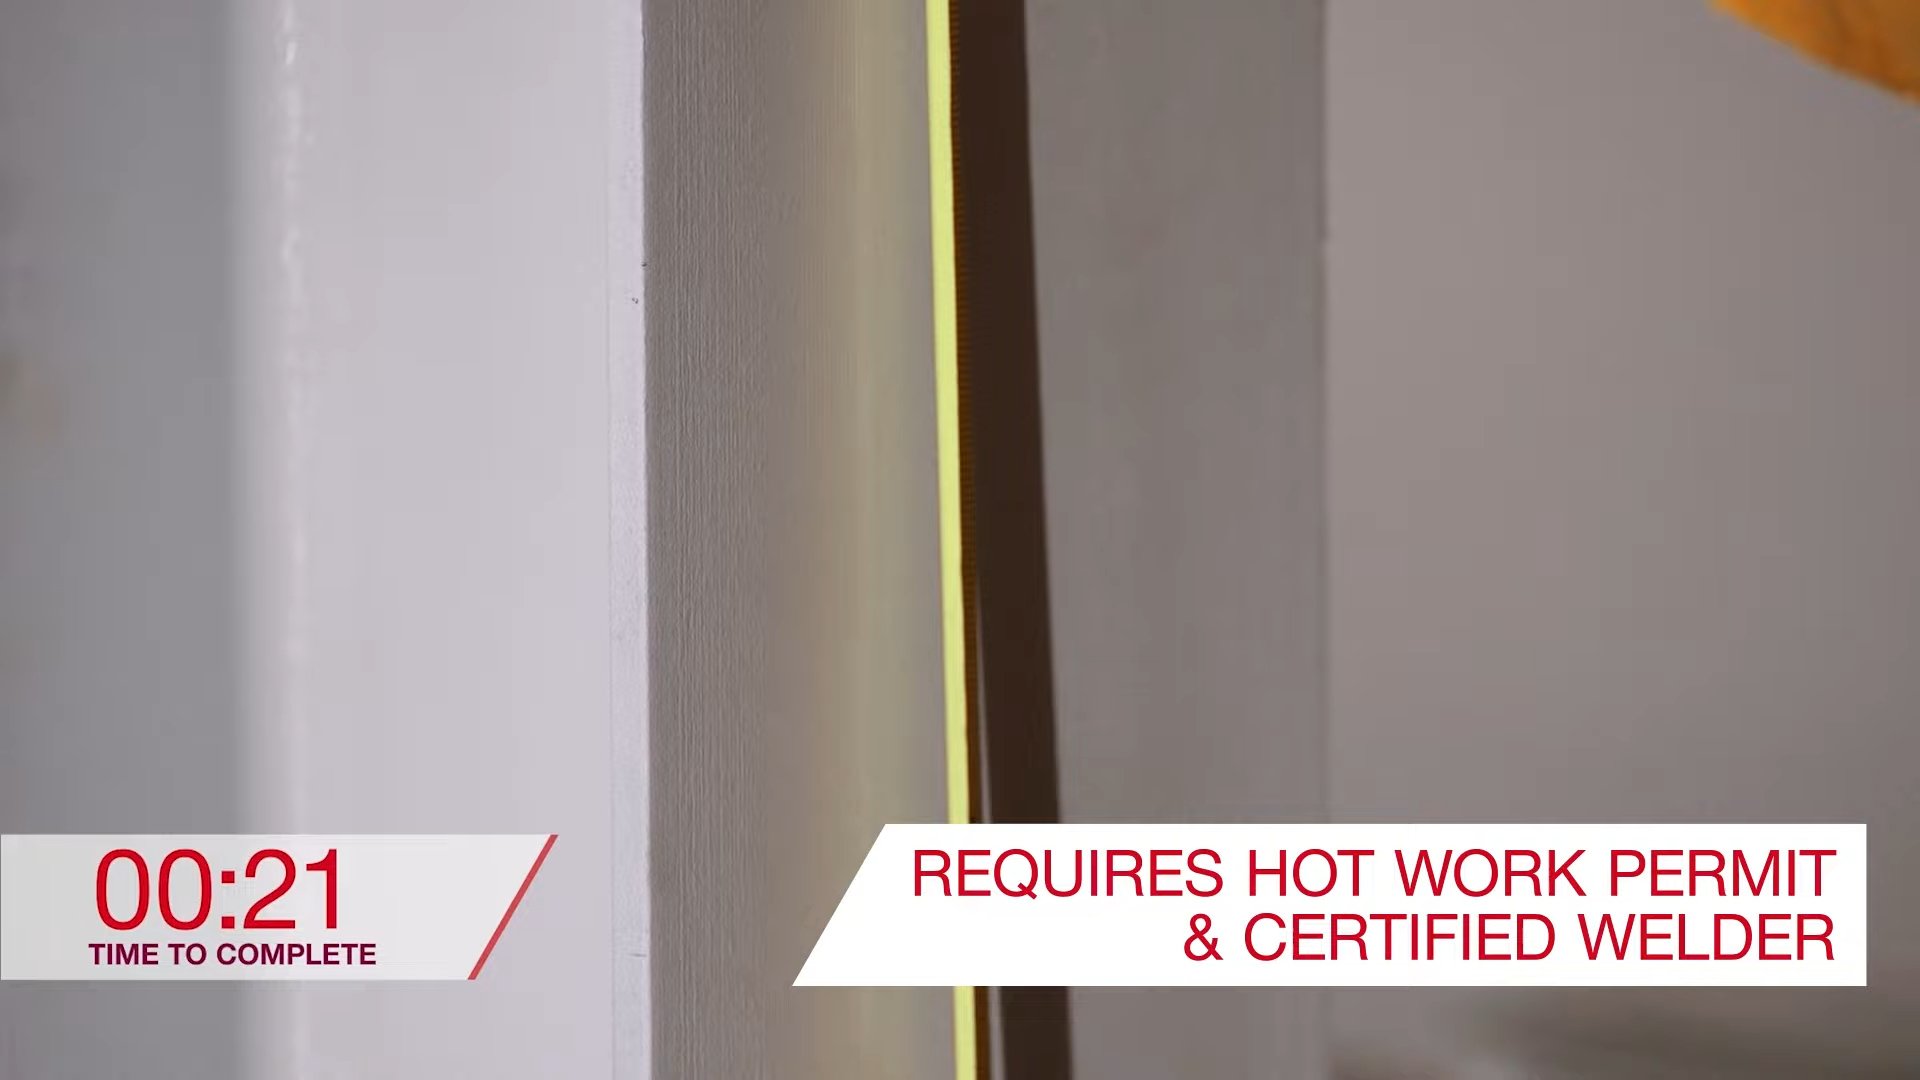 00:21
TIME TO COMPLETE
REQUIRES HOT WORK PERMIT
& CERTIFIED WELDER